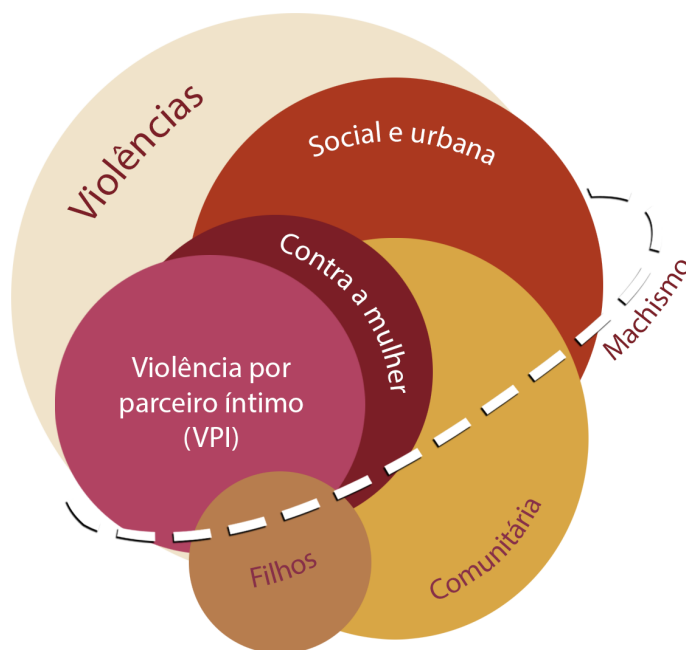 Violências
Social e urbana
Contra a mulher
Machismo
Violência por
parceiro íntimo
(VPI)
Comunitária
Filhos